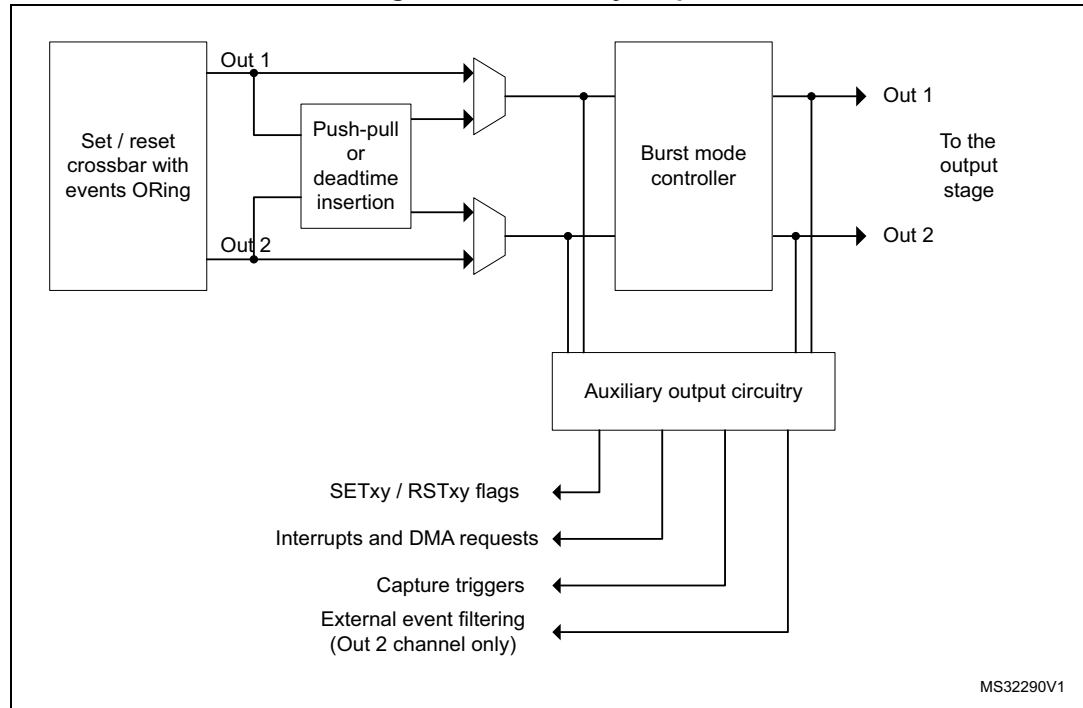 Out 1
Set / reset
crossbar with
events ORing
Push-pull
or
deadtime
insertion
Out 2
Burst mode
controller
Out 1
To the
output
stage
Out 2
Auxiliary output circuitry
SETxy / RSTxy flags
Interrupts and DMA requests
Capture triggers
External event filtering
(Out 2 channel only)
MS32290V1